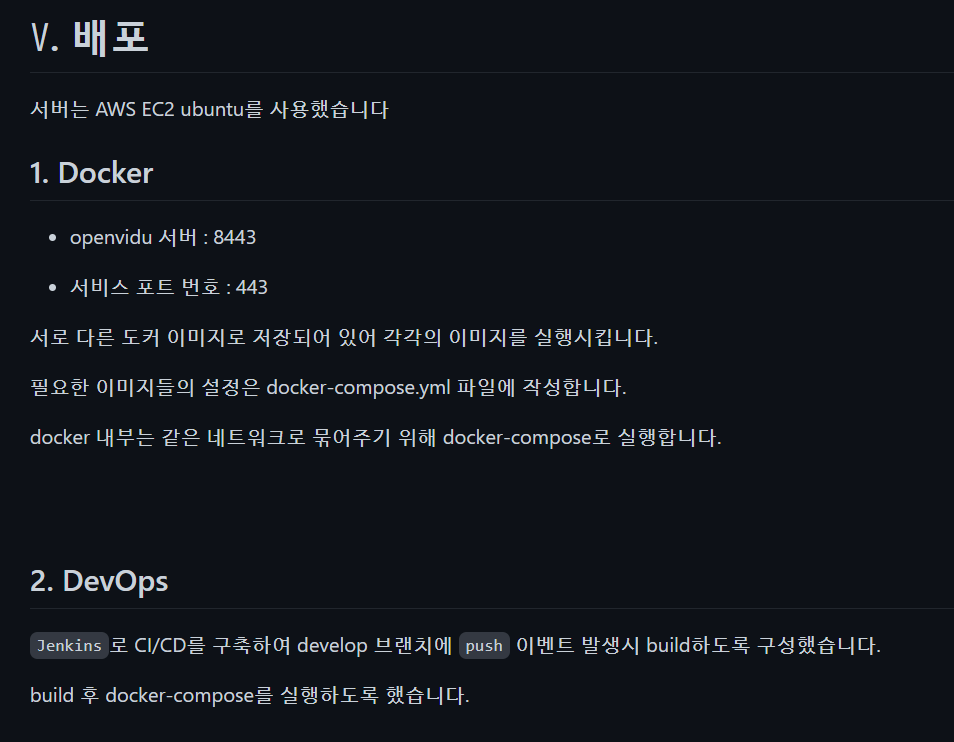 V. 배포
서버는 AWS EC2 ubuntu를 사용했습니다
1. Docker
openvidu 서버 : 8443
서비스 포트 번호 : 443
서로 다른 도커 이미지로 저장되어 있어 각각의 이미지를 실행시킵니다.
필요한 이미지들의 설정은 docker-compose.yml 파일에 작성합니다.
docker 내부는 같은 네트워크로 묶어주기 위해 docker-compose로 실행합니다.
2. DevOps
Jenkins로 CI/CD를 구축하여 develop 브랜치에 push 이벤트 발생시 build하도록 구성했습니다.
build 후 docker-compose를 실행하도록 했습니다.